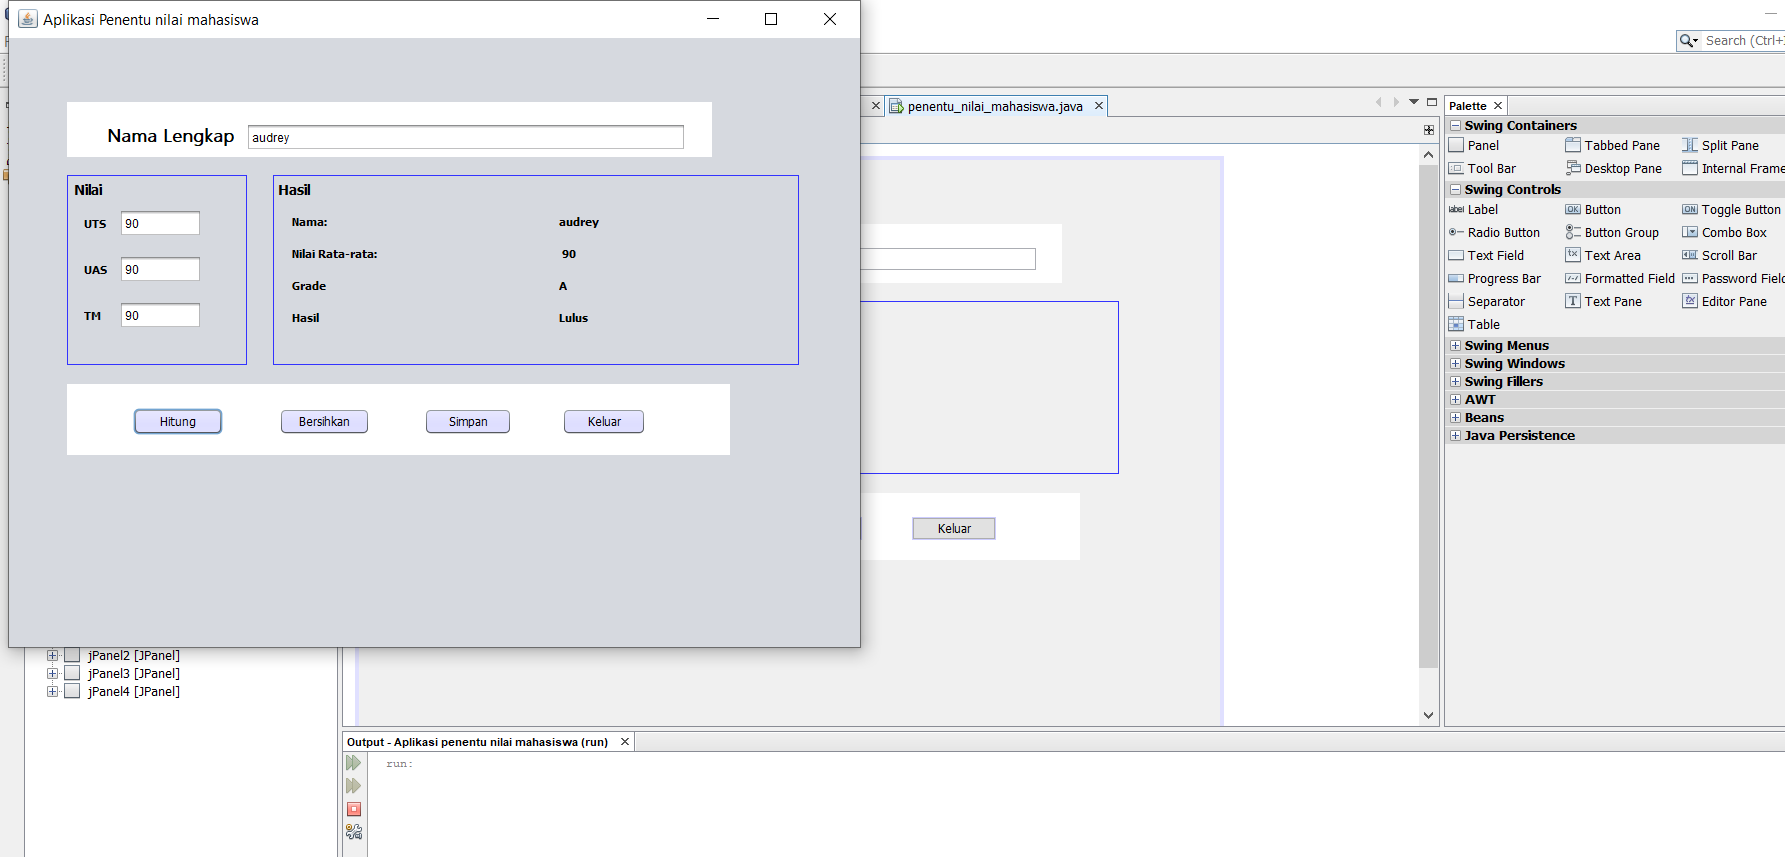 Aplikasi Penentu nilai mahasiswa
Nama Lengkap audrey
Nilai
UTS 90
UAS 90
TM 90
Hasil
Nama: audrey
Nilai Rata-rata: 90
Grade A
Hasil Lulus
Hitung Bersihkan Simpan Keluar
Search (Ctrl+I
penentu_nilai_mahasiswa.java
Keluar
Palette
Swing Containers
Panel Tabbed Pane Split Pane
Tool Bar Desktop Pane Internal Frame
Swing Controls
label Label OK Button ON Toggle Button
Radio Button Button Group Combo Box
Text Field Text Area Scroll Bar
Progress Bar Formatted Field Password Field
Separator Text Pane Editor Pane
Table
Swing Menus
Swing Windows
Swing Fillers
AWT
Beans
Java Persistence
jPanel2 [JPanel]
jPanel3 [JPanel]
jPanel4 [JPanel]
Output - Aplikasi penentu nilai mahasiswa (run)
run: